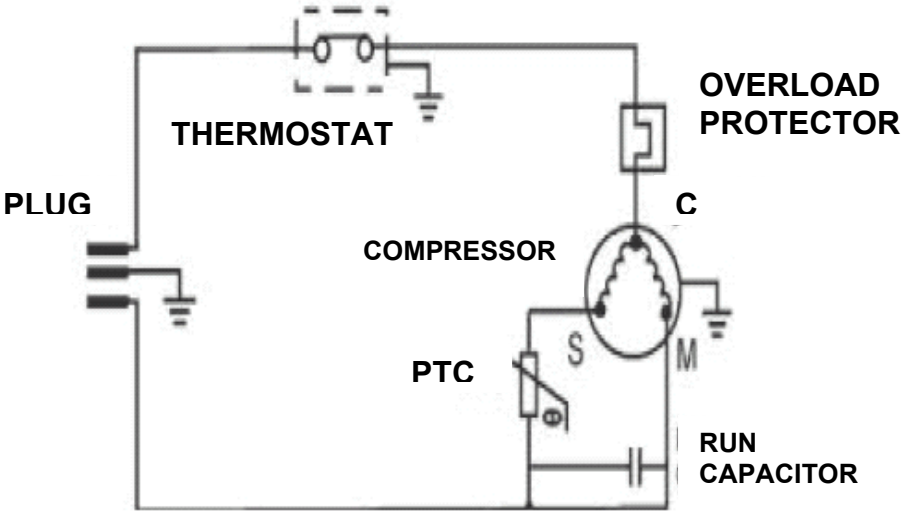 THERMOSTAT
OVERLOAD
PROTECTOR
PLUG
C
COMPRESSOR
S
M
PTC
RUN
CAPACITOR